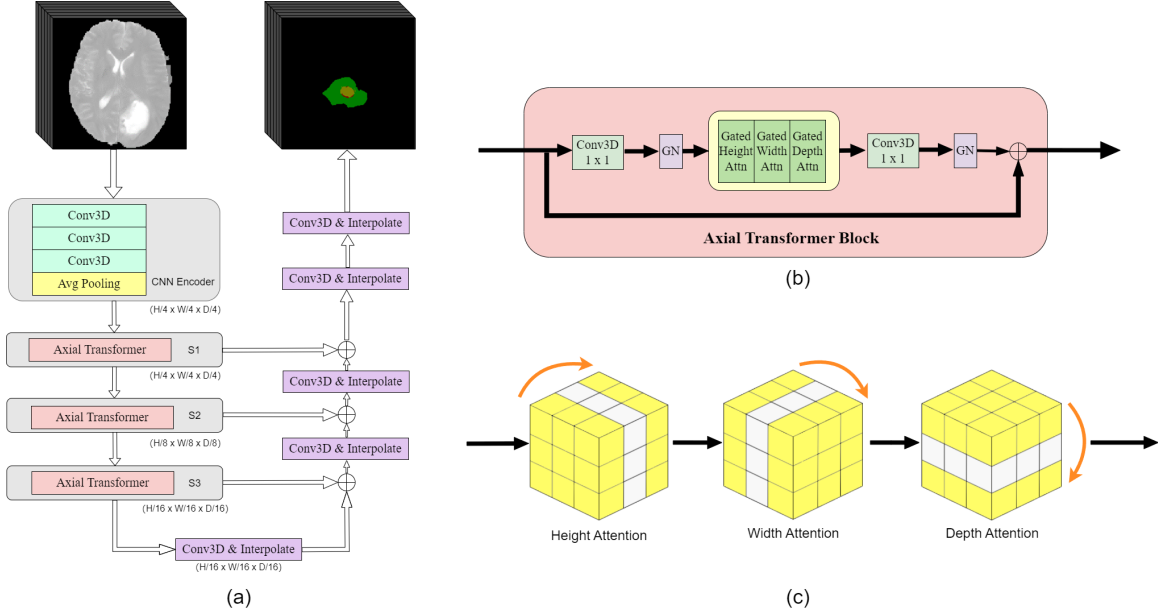 Conv3D
Conv3D
Conv3D
Avg Pooling
CNN Encoder
(H/4 x W/4 x D/4)
Axial Transformer
S1
(H/4 x W/4 x D/4)
Axial Transformer
S2
(H/8 x W/8 x D/8)
Axial Transformer
S3
(H/16 x W/16 x D/16)
Conv3D & Interpolate
(H/16 x W/16 x D/16)
Conv3D & Interpolate
Conv3D & Interpolate
Conv3D & Interpolate
Conv3D & Interpolate
(a)
Conv3D
1 x 1
GN
Gated
Height
Attn
Gated
Width
Attn
Gated
Depth
Attn
Conv3D
1 x 1
GN
Axial Transformer Block
(b)
Height Attention
Width Attention
Depth Attention
(c)